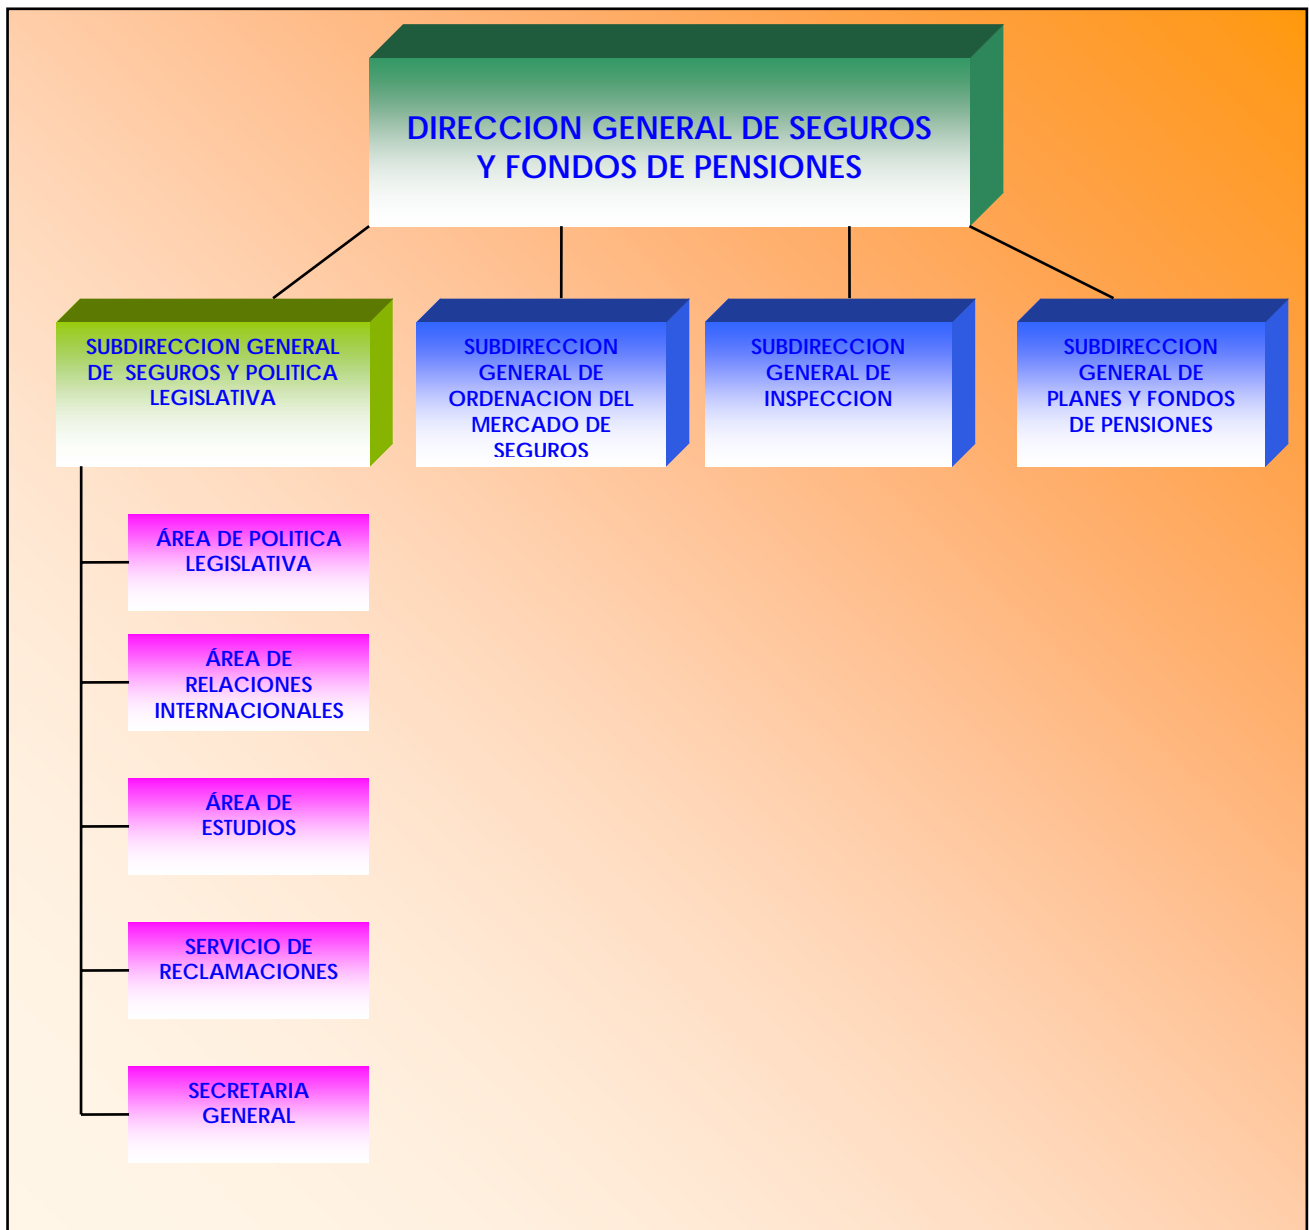 DIRECCION GENERAL DE SEGUROS
Y FONDOS DE PENSIONES
SUBDIRECCION GENERAL
DE SEGUROS Y POLITICA
LEGISLATIVA
SUBDIRECCION
GENERAL DE
ORDENACION DEL
MERCADO DE
SEGUROS
SUBDIRECCION
GENERAL DE
INSPECCION
SUBDIRECCION
GENERAL DE
PLANES Y FONDOS
DE PENSIONES
ÁREA DE POLITICA
LEGISLATIVA
ÁREA DE
RELACIONES
INTERNACIONALES
ÁREA DE
ESTUDIOS
SERVICIO DE
RECLAMACIONES
SECRETARIA
GENERAL